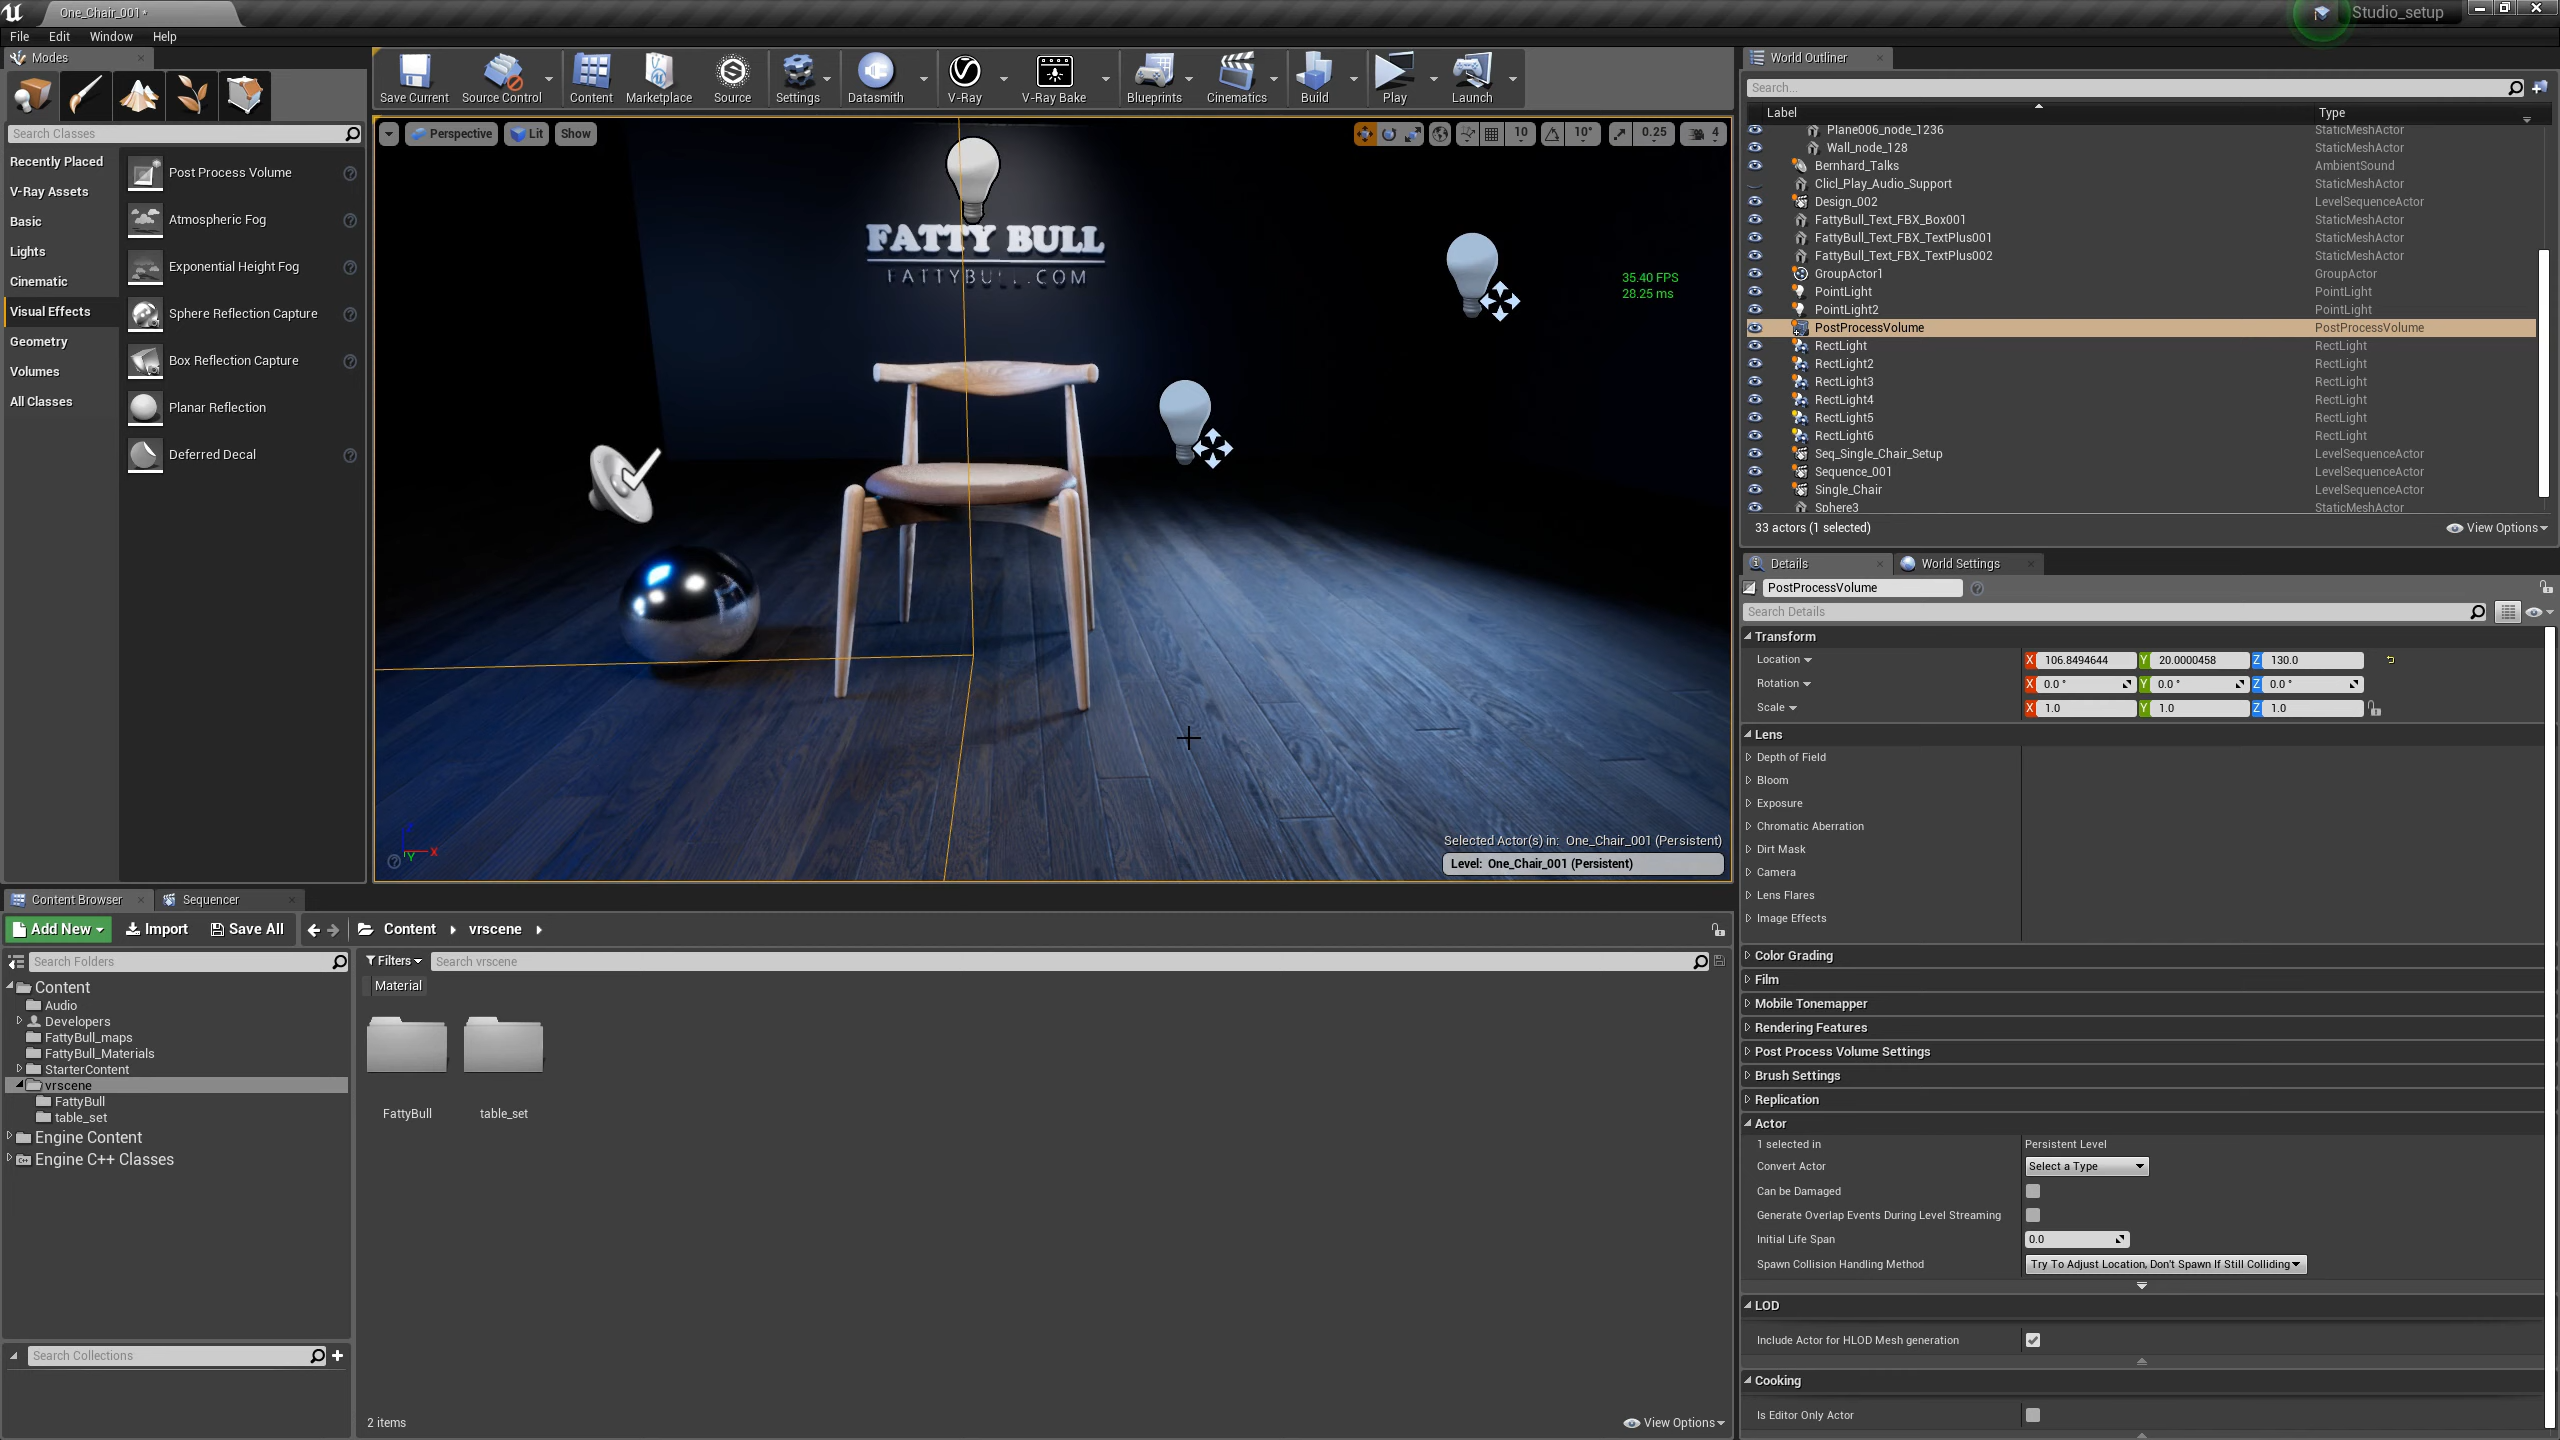 One_Chair_001*
Studio_setup
File Edit Window Help
Modes
Search Classes
Recently Placed
V-Ray Assets
Basic
Lights
Cinematic
Visual Effects
Geometry
Volumes
All Classes
Post Process Volume
Atmospheric Fog
Exponential Height Fog
Sphere Reflection Capture
Box Reflection Capture
Planar Reflection
Deferred Decal
Save Current Source Control Content Marketplace Source Settings Datasmith V-Ray V-Ray Bake Blueprints Cinematics Build Play Launch
Perspective Lit Show 10 10° 0.25 4
FATTY BULL
FATTYBULL.COM
35.40 FPS
28.25 ms
X
Y
Selected Actor(s) in: One_Chair_001 (Persistent)
Level: One_Chair_001 (Persistent)
World Outliner
Search...
Label Type
Plane006_node_1236 StaticMeshActor
Wall_node_128 StaticMeshActor
Bernhard_Talks AmbientSound
Clicl_Play_Audio_Support StaticMeshActor
Design_002 LevelSequenceActor
FattyBull_Text_FBX_Box001 StaticMeshActor
FattyBull_Text_FBX_TextPlus001 StaticMeshActor
FattyBull_Text_FBX_TextPlus002 StaticMeshActor
GroupActor1 GroupActor
PointLight PointLight
PointLight2 PointLight
PostProcessVolume PostProcessVolume
RectLight RectLight
RectLight2 RectLight
RectLight3 RectLight
RectLight4 RectLight
RectLight5 RectLight
RectLight6 RectLight
Seq_Single_Chair_Setup LevelSequenceActor
Sequence_001 LevelSequenceActor
Single_Chair LevelSequenceActor
Sphere3 StaticMeshActor
33 actors (1 selected) View Options
Details World Settings
PostProcessVolume
Search Details
Transform
Location X 106.8494644 Y 20.0000458 Z 130.0
Rotation X 0.0 ° Y 0.0 ° Z 0.0 °
Scale X 1.0 Y 1.0 Z 1.0
Lens
Depth of Field
Bloom
Exposure
Chromatic Aberration
Dirt Mask
Camera
Lens Flares
Image Effects
Color Grading
Film
Mobile Tonemapper
Rendering Features
Post Process Volume Settings
Brush Settings
Replication
Actor
1 selected in Persistent Level
Convert Actor Select a Type
Can be Damaged
Generate Overlap Events During Level Streaming
Initial Life Span 0.0
Spawn Collision Handling Method Try To Adjust Location, Don't Spawn If Still Colliding
LOD
Include Actor for HLOD Mesh generation
Cooking
Is Editor Only Actor
Content Browser Sequencer
Add New Import Save All Content vrscene
Search Folders
Content
Audio
Developers
FattyBull_maps
FattyBull_Materials
StarterContent
vrscene
FattyBull
table_set
Engine Content
Engine C++ Classes
Search Collections
Filters Search vrscene
Material
FattyBull table_set
2 items View Options